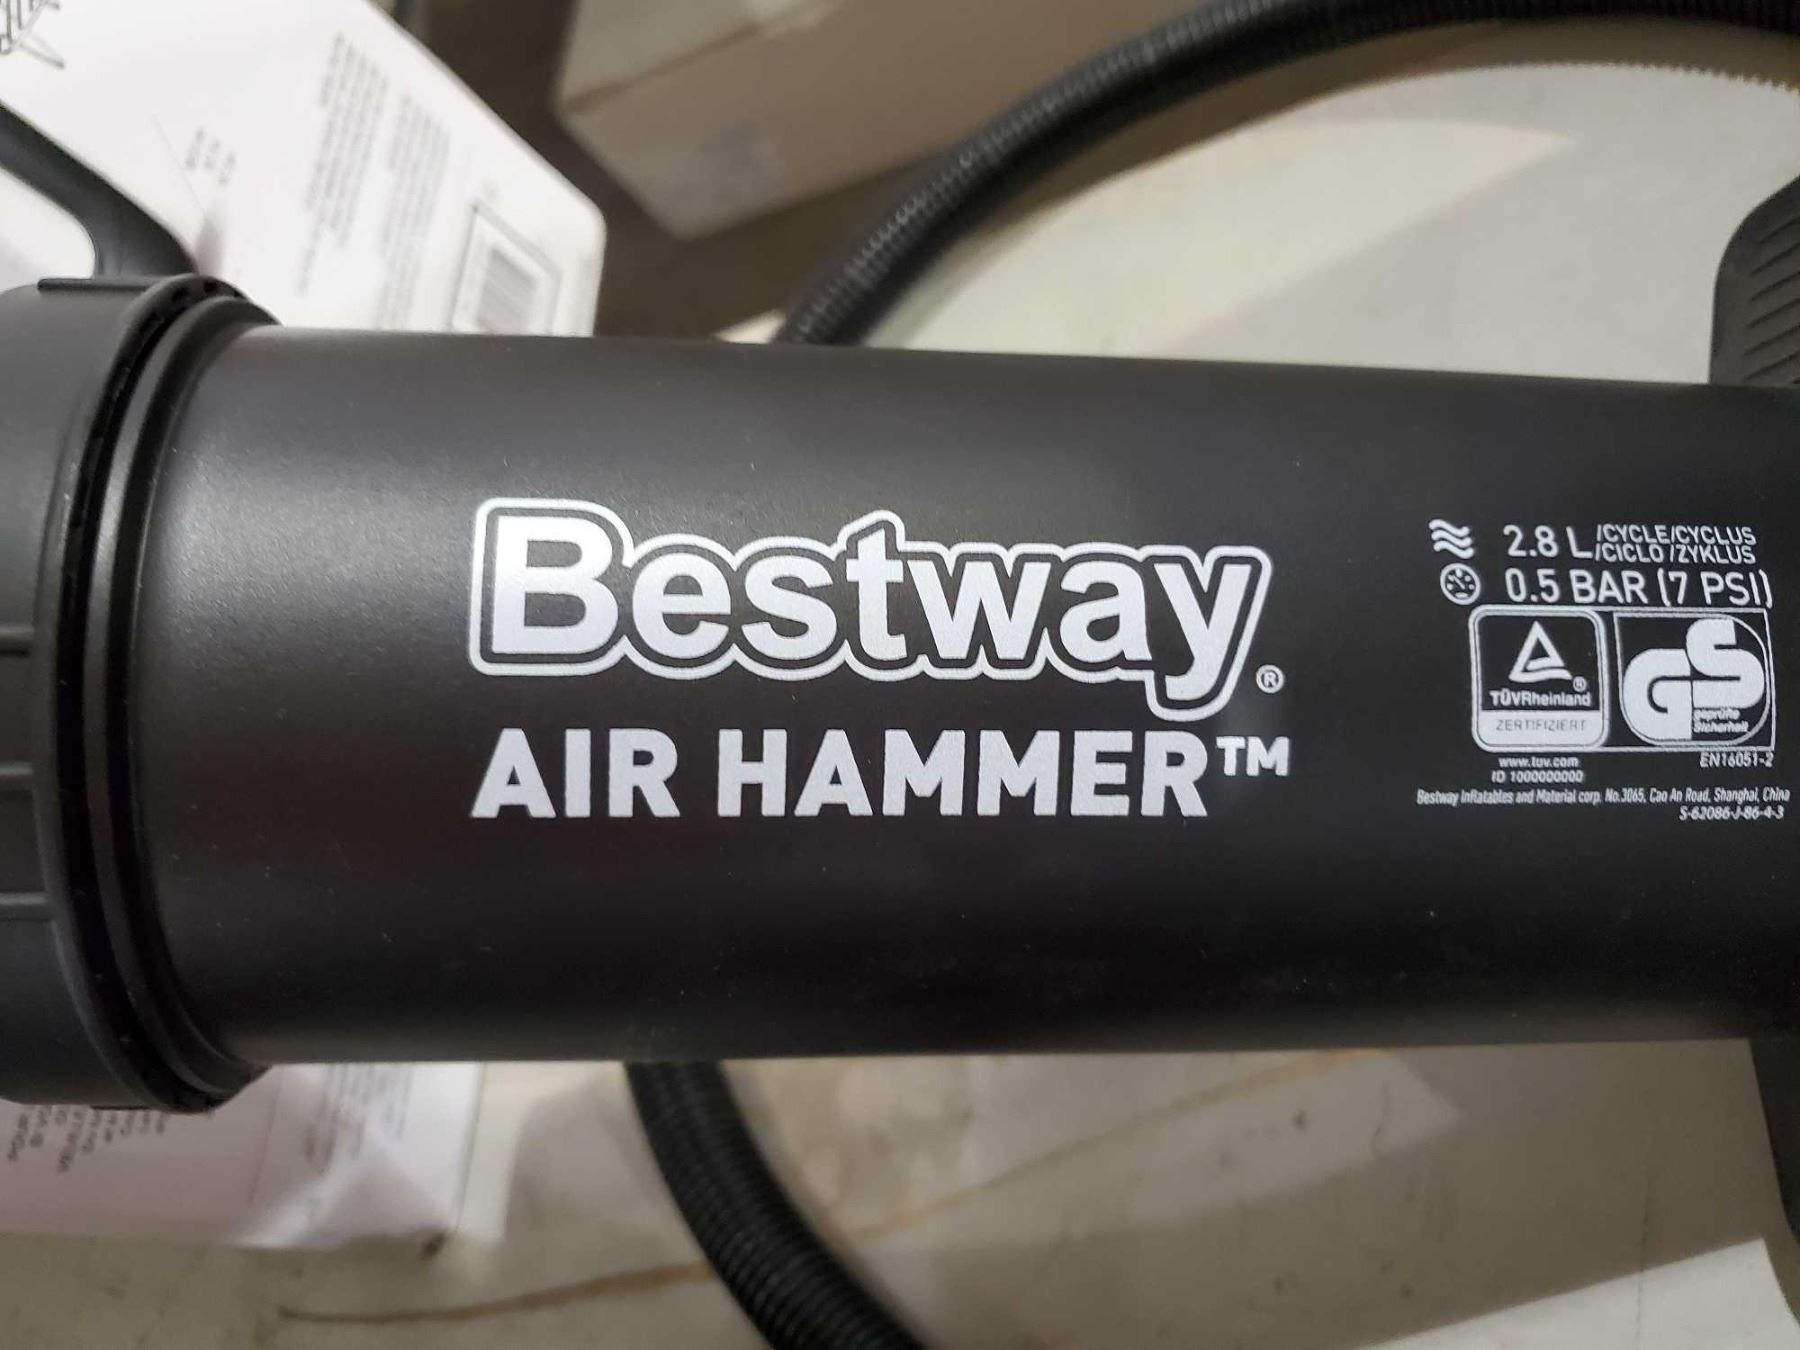 Bestway®
AIR HAMMER™
2.8 L /CYCLE/CYCLUS
/CICLO /ZYKLUS
0.5 BAR (7 PSI)
TÜVRheinland®
ZERTIFIZIERT
GS
geprüfte
Sicherheit
www.tuv.com
ID 1000000000
EN16051-2
Bestway Inflatables and Material corp. No.3065, Cao An Road, Shanghai, China
S-62086-J-86-4-3